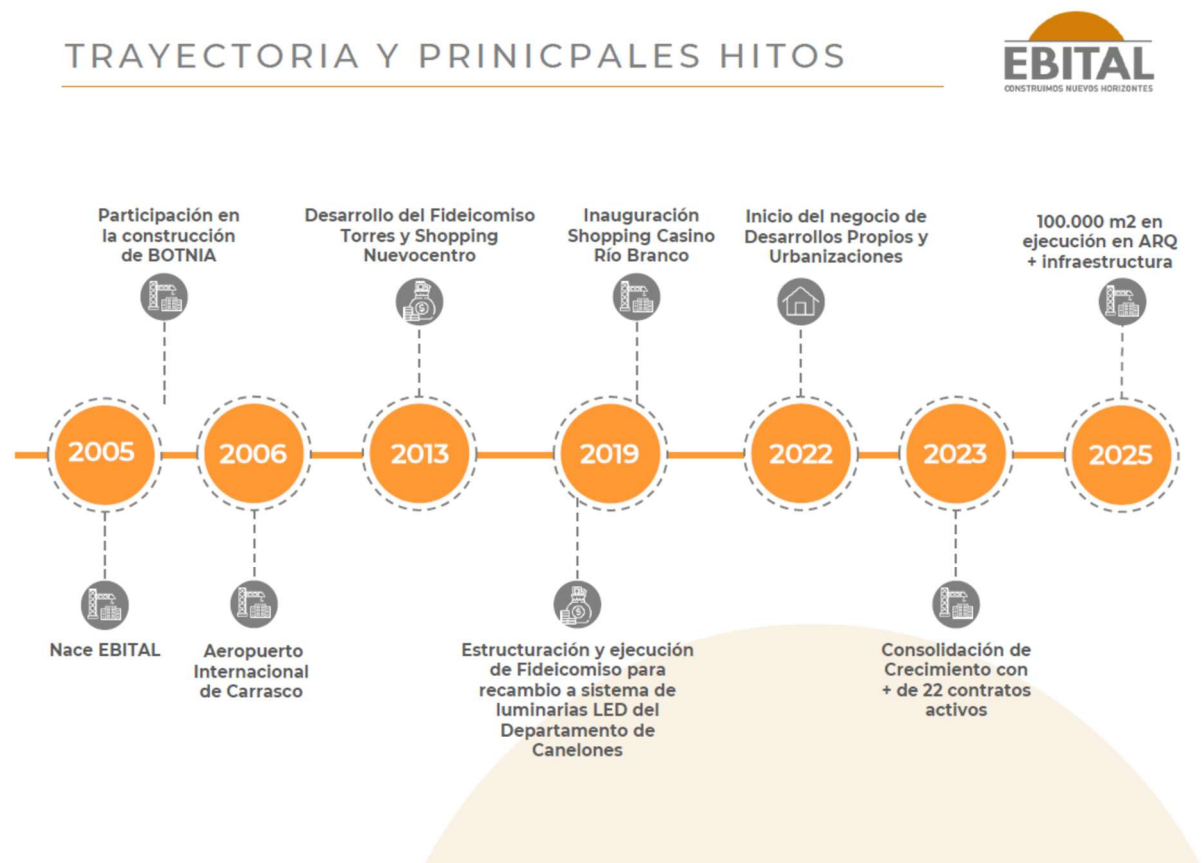 TRAYECTORIA Y PRINICPALES HITOS
EBITAL
CONSTRUIMOS NUEVOS HORIZONTES
Participación en
la construcción
de BOTNIA
Desarrollo del Fideicomiso
Torres y Shopping
Nuevocentro
Inauguración
Shopping Casino
Río Branco
Inicio del negocio de
Desarrollos Propios y
Urbanizaciones
100.000 m2 en
ejecución en ARQ
+ infraestructura
2005
2006
2013
2019
2022
2023
2025
Nace EBITAL
Aeropuerto
Internacional
de Carrasco
Estructuración y ejecución
de Fideicomiso para
recambio a sistema de
luminarias LED del
Departamento de
Canelones
Consolidación de
Crecimiento con
+ de 22 contratos
activos